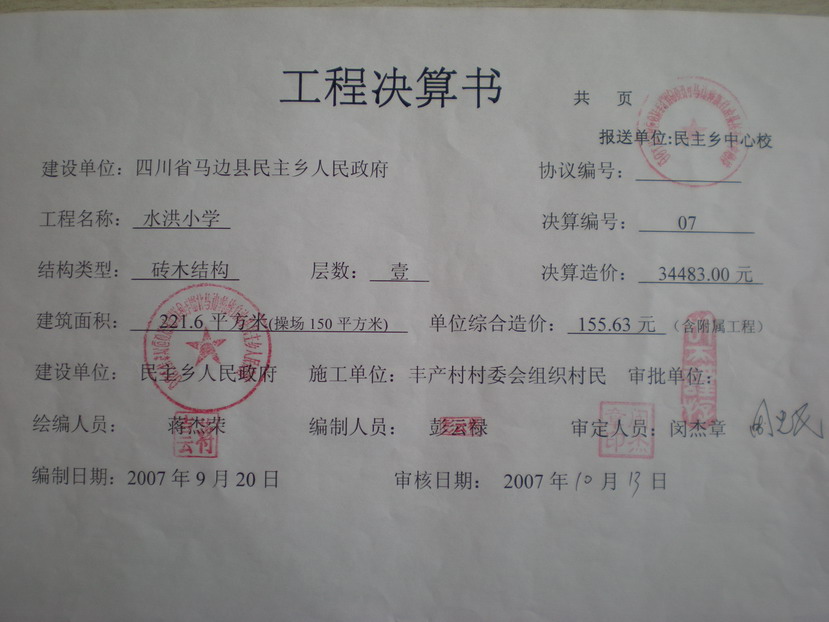 工程决算书 共 页
报送单位:民主乡中心校
建设单位: 四川省马边县民主乡人民政府 协议编号:
工程名称: 水洪小学 决算编号: 07
结构类型: 砖木结构 层数: 壹 决算造价: 34483.00 元
建筑面积: 221.6 平方米(操场 150 平方米) 单位综合造价: 155.63 元 (含附属工程)
建设单位: 民主乡人民政府 施工单位: 丰产村村委会组织村民 审批单位:
绘编人员: 蒋杰荣 编制人员: 彭云禄 审定人员: 闵杰章
编制日期: 2007 年 9 月 20 日 审核日期: 2007 年 10 月 13 日